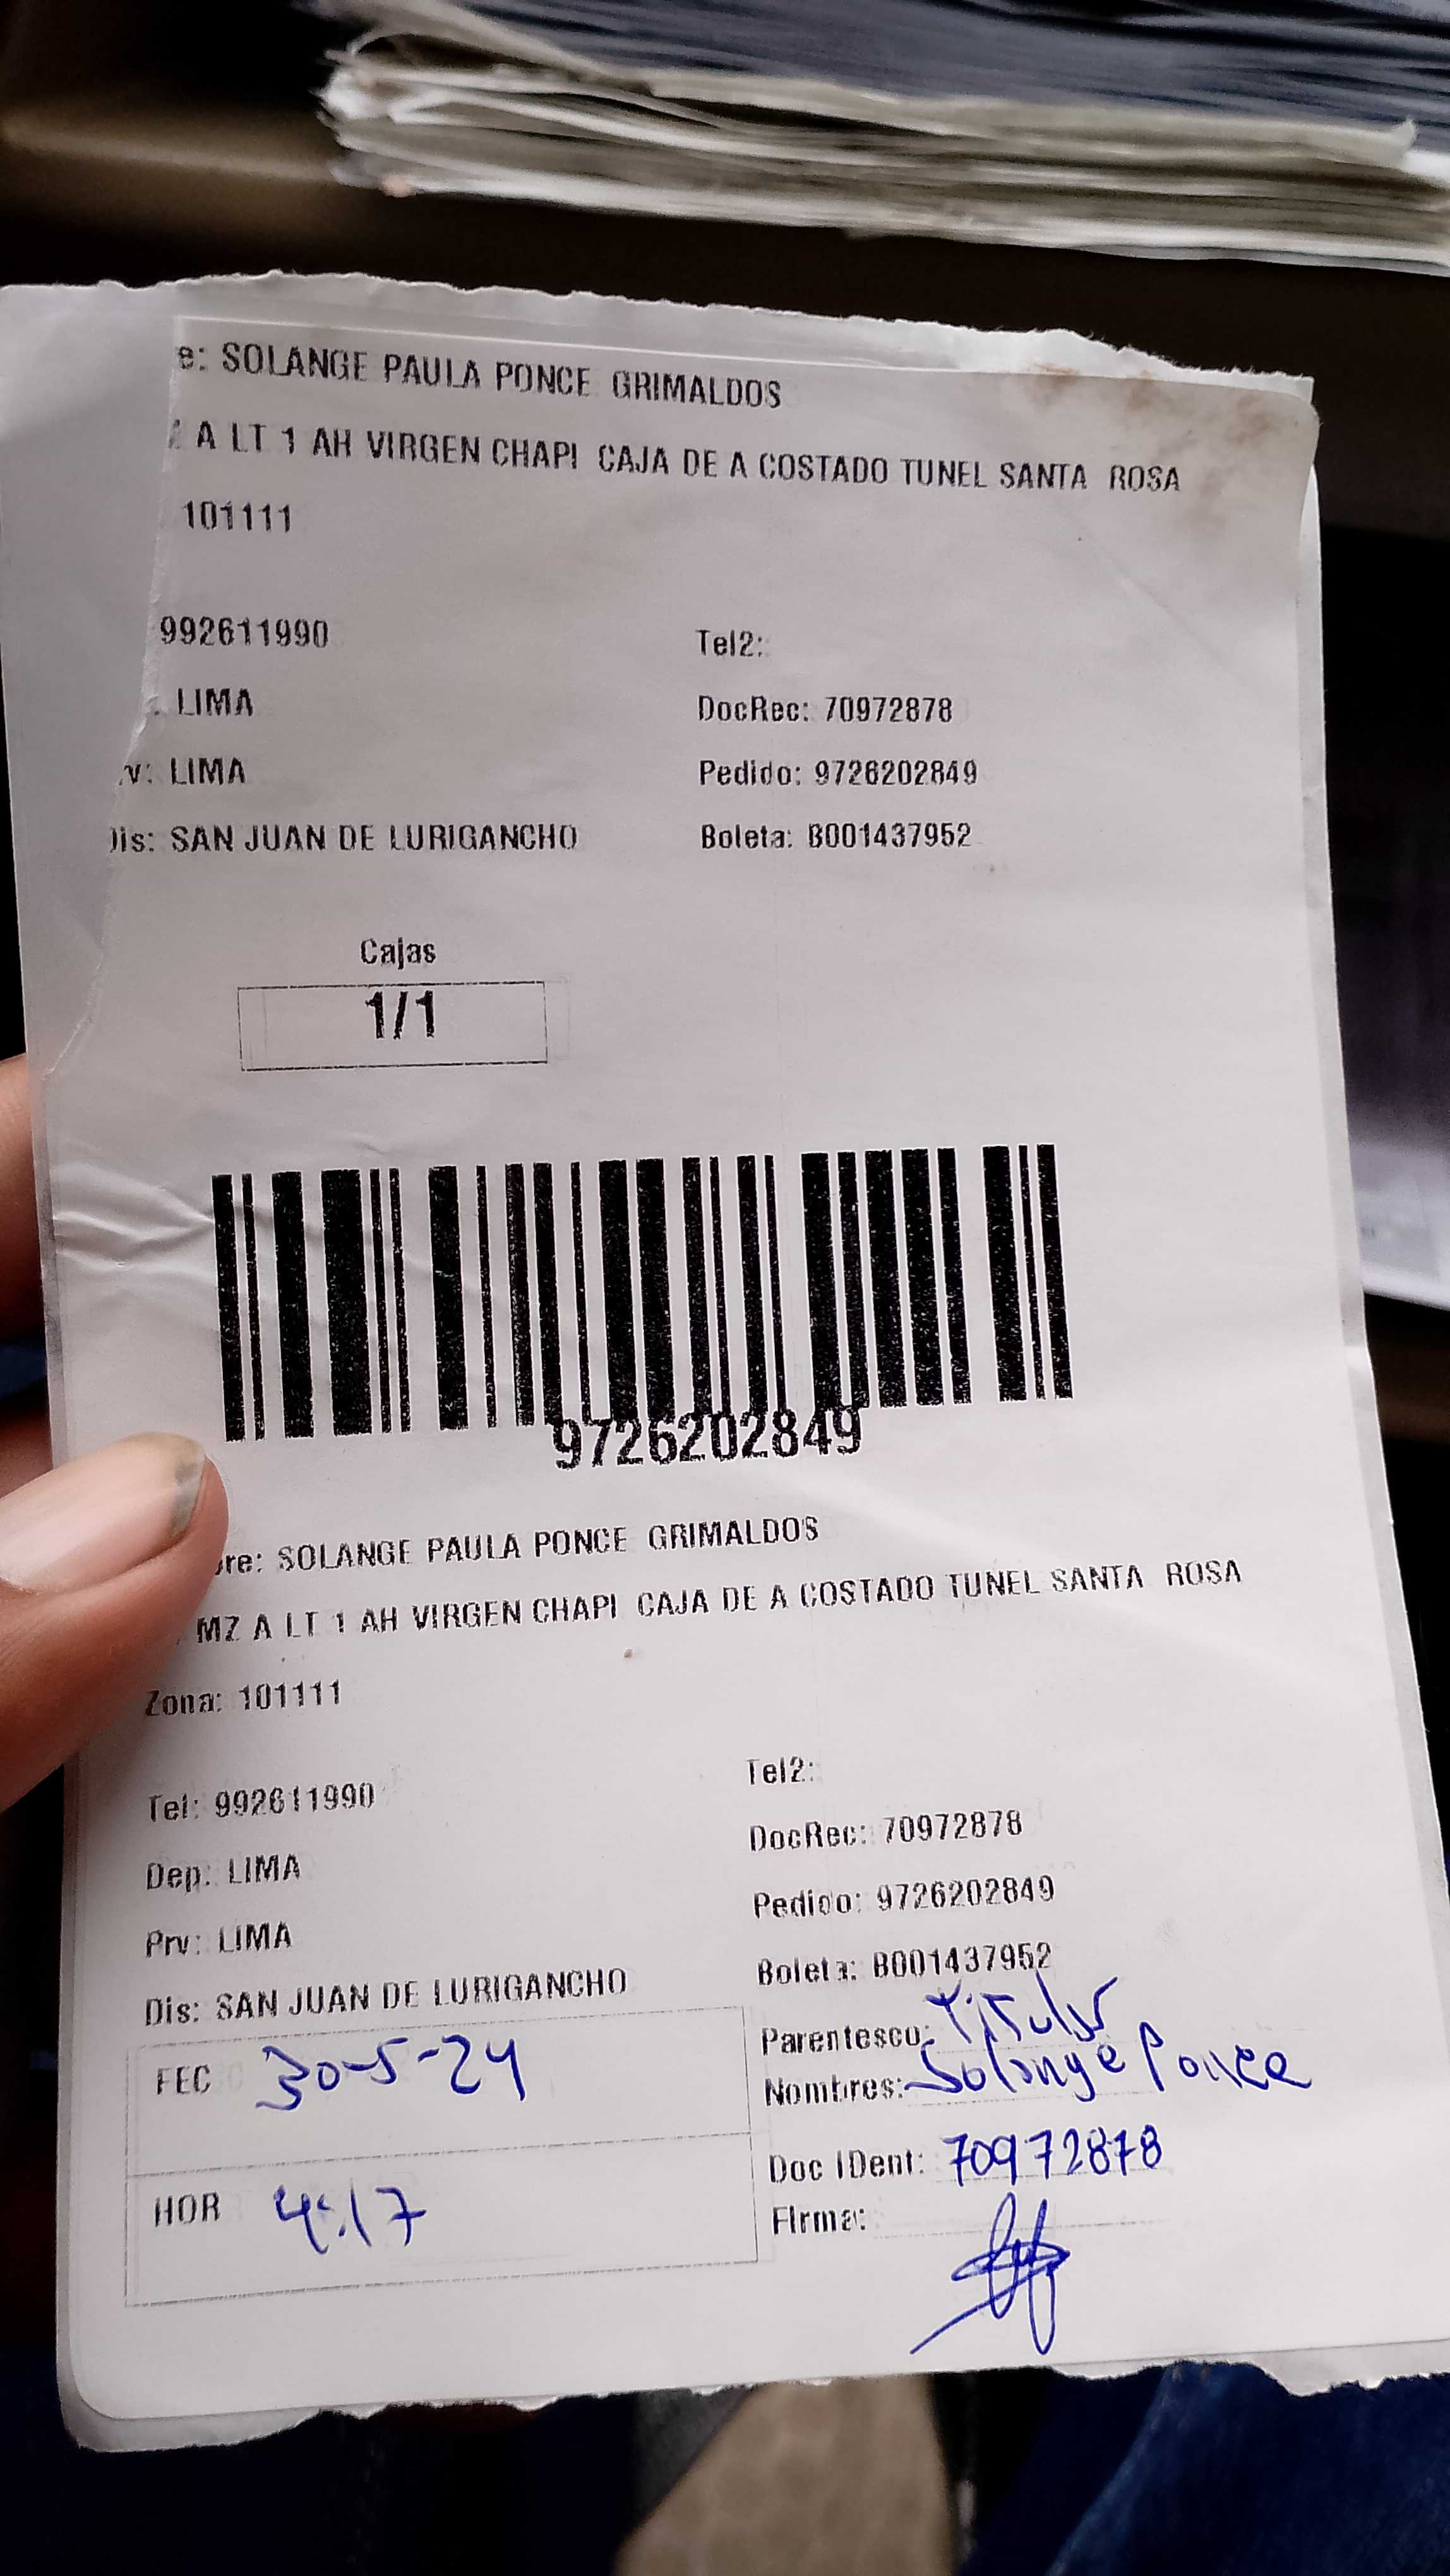 e: SOLANGE PAULA PONCE GRIMALDOS
A LT 1 AH VIRGEN CHAPI CAJA DE A COSTADO TUNEL SANTA ROSA
101111
992611990 Tel2:
. LIMA DocRec: 70972878
v: LIMA Pedido: 9726202849
Dis: SAN JUAN DE LURIGANCHO Boleta: B001437952
Cajas
1/1
9726202849
bre: SOLANGE PAULA PONCE GRIMALDOS
MZ A LT 1 AH VIRGEN CHAPI CAJA DE A COSTADO TUNEL SANTA ROSA
Zona: 101111
Tel: 992611990 Tel2:
Dep: LIMA DocRec: 70972878
Prv: LIMA Pedido: 9726202849
Dis: SAN JUAN DE LURIGANCHO Boleta: B001437952
FEC 30-5-24 Parentesco: Titular
Nombres: Solange Ponce
HOR 4:17 Doc IDent: 70972878
Firma: